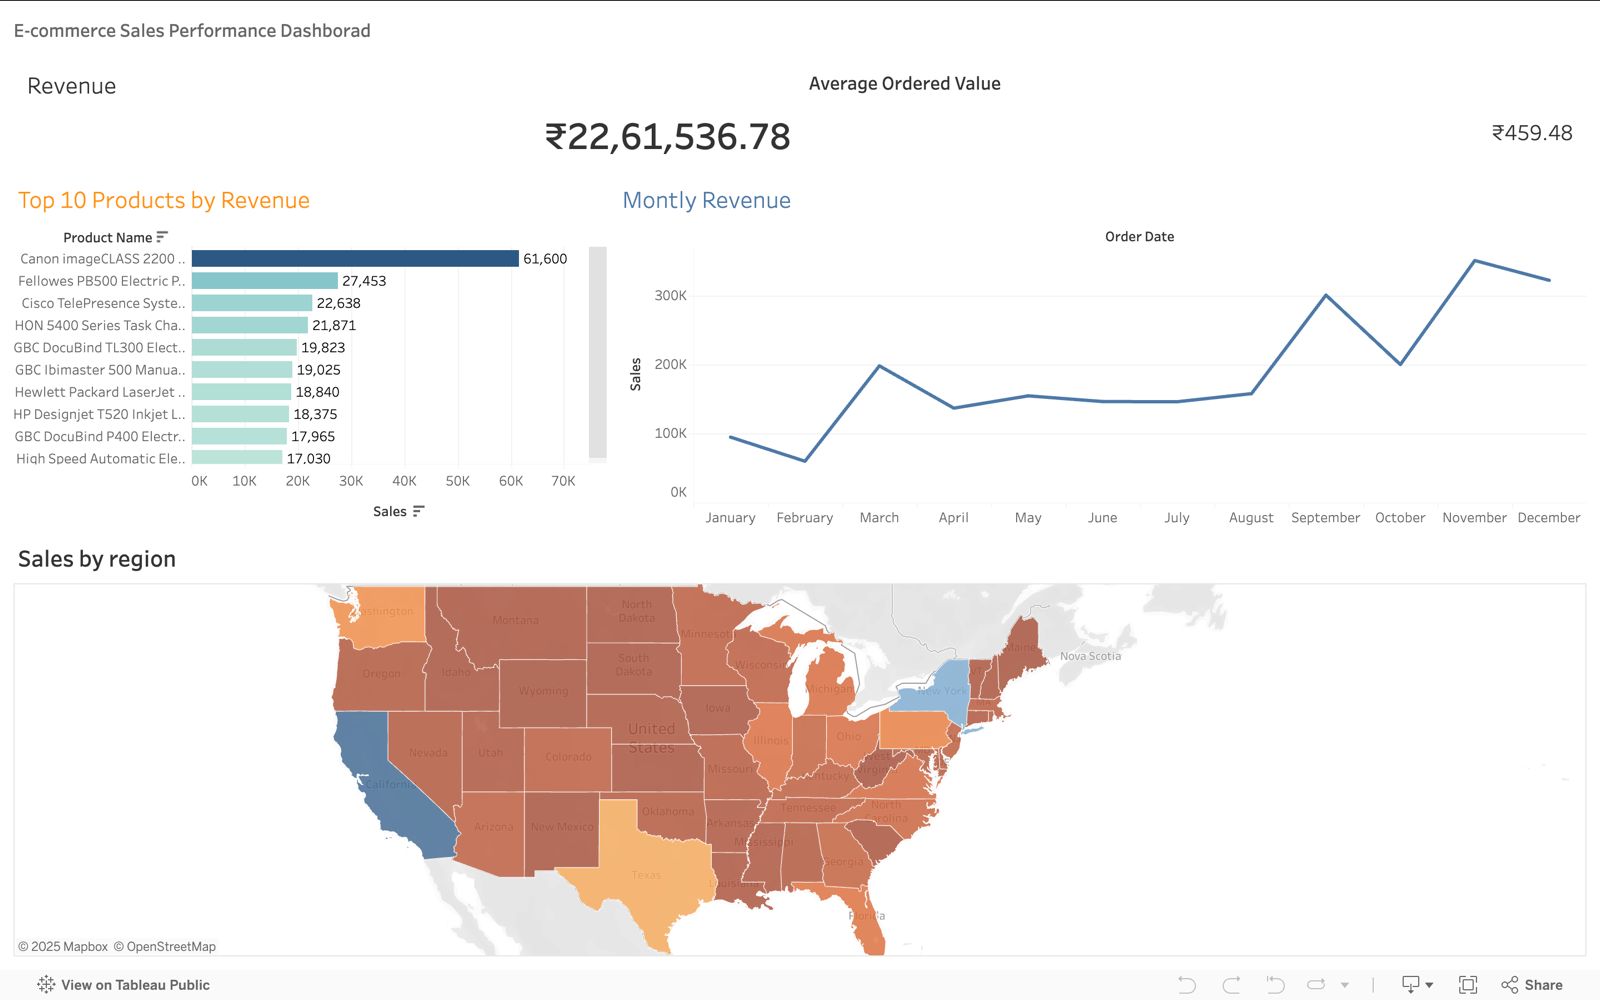 E-commerce Sales Performance Dashborad
Revenue
Average Ordered Value
₹22,61,536.78
₹459.48
Top 10 Products by Revenue
Product Name
Canon imageCLASS 2200 .. 61,600
Fellowes PB500 Electric P.. 27,453
Cisco TelePresence Syste.. 22,638
HON 5400 Series Task Cha.. 21,871
GBC DocuBind TL300 Elect.. 19,823
GBC Ibimaster 500 Manua.. 19,025
Hewlett Packard LaserJet .. 18,840
HP Designjet T520 Inkjet L.. 18,375
GBC DocuBind P400 Electr.. 17,965
High Speed Automatic Ele.. 17,030
0K 10K 20K 30K 40K 50K 60K 70K
Sales
Montly Revenue
Order Date
Sales
300K
200K
100K
0K
January February March April May June July August September October November December
Sales by region
North
Dakota
Montana
Minnesot
Maine
Nova Scotia
Oregon
Idaho
South
Dakota
Wisconsin
Wyoming
Michigan
New York
Iowa
MA
United
States
Nevada
Utah
Colorado
Illinois
Ohio
West
Virginia
California
Missouri
Kentucky
Arizona
New Mexico
Oklahoma
Arkansas
Tennessee
North
Carolina
Mississippi
Georgia
Texas
Louisiana
Florida
© 2025 Mapbox © OpenStreetMap
View on Tableau Public
Share